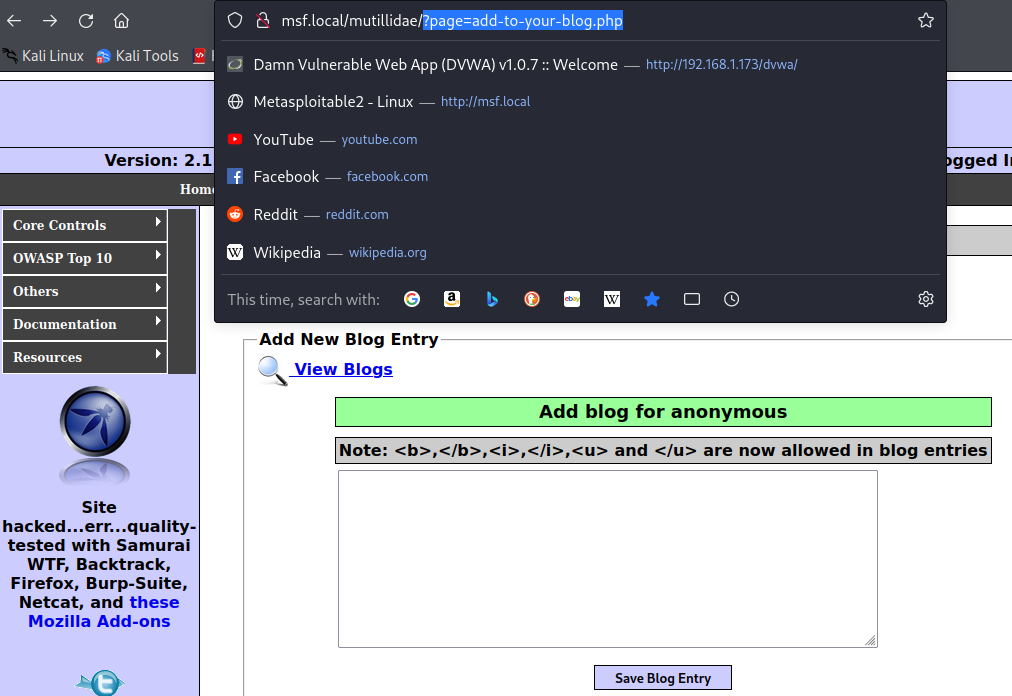 msf.local/mutillidae/?page=add-to-your-blog.php
Kali Linux Kali Tools
Damn Vulnerable Web App (DVWA) v1.0.7 :: Welcome — http://192.168.1.173/dvwa/
Metasploitable2 - Linux — http://msf.local
YouTube — youtube.com
Facebook — facebook.com
Reddit — reddit.com
Wikipedia — wikipedia.org
This time, search with:
Version: 2.1
ogged I
Home
Core Controls
OWASP Top 10
Others
Documentation
Resources
Site
hacked...err...quality-
tested with Samurai
WTF, Backtrack,
Firefox, Burp-Suite,
Netcat, and these
Mozilla Add-ons
Add New Blog Entry
View Blogs
Add blog for anonymous
Note: <b>,</b>,<i>,</i>,<u> and </u> are now allowed in blog entries
Save Blog Entry